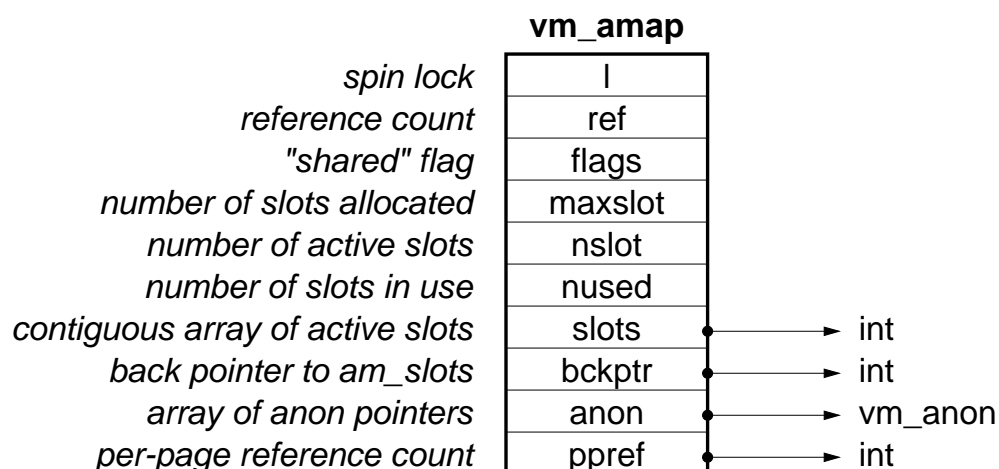 vm_amap
spin lock l
reference count ref
"shared" flag flags
number of slots allocated maxslot
number of active slots nslot
number of slots in use nused
contiguous array of active slots slots int
back pointer to am_slots bckptr int
array of anon pointers anon vm_anon
per-page reference count ppref int